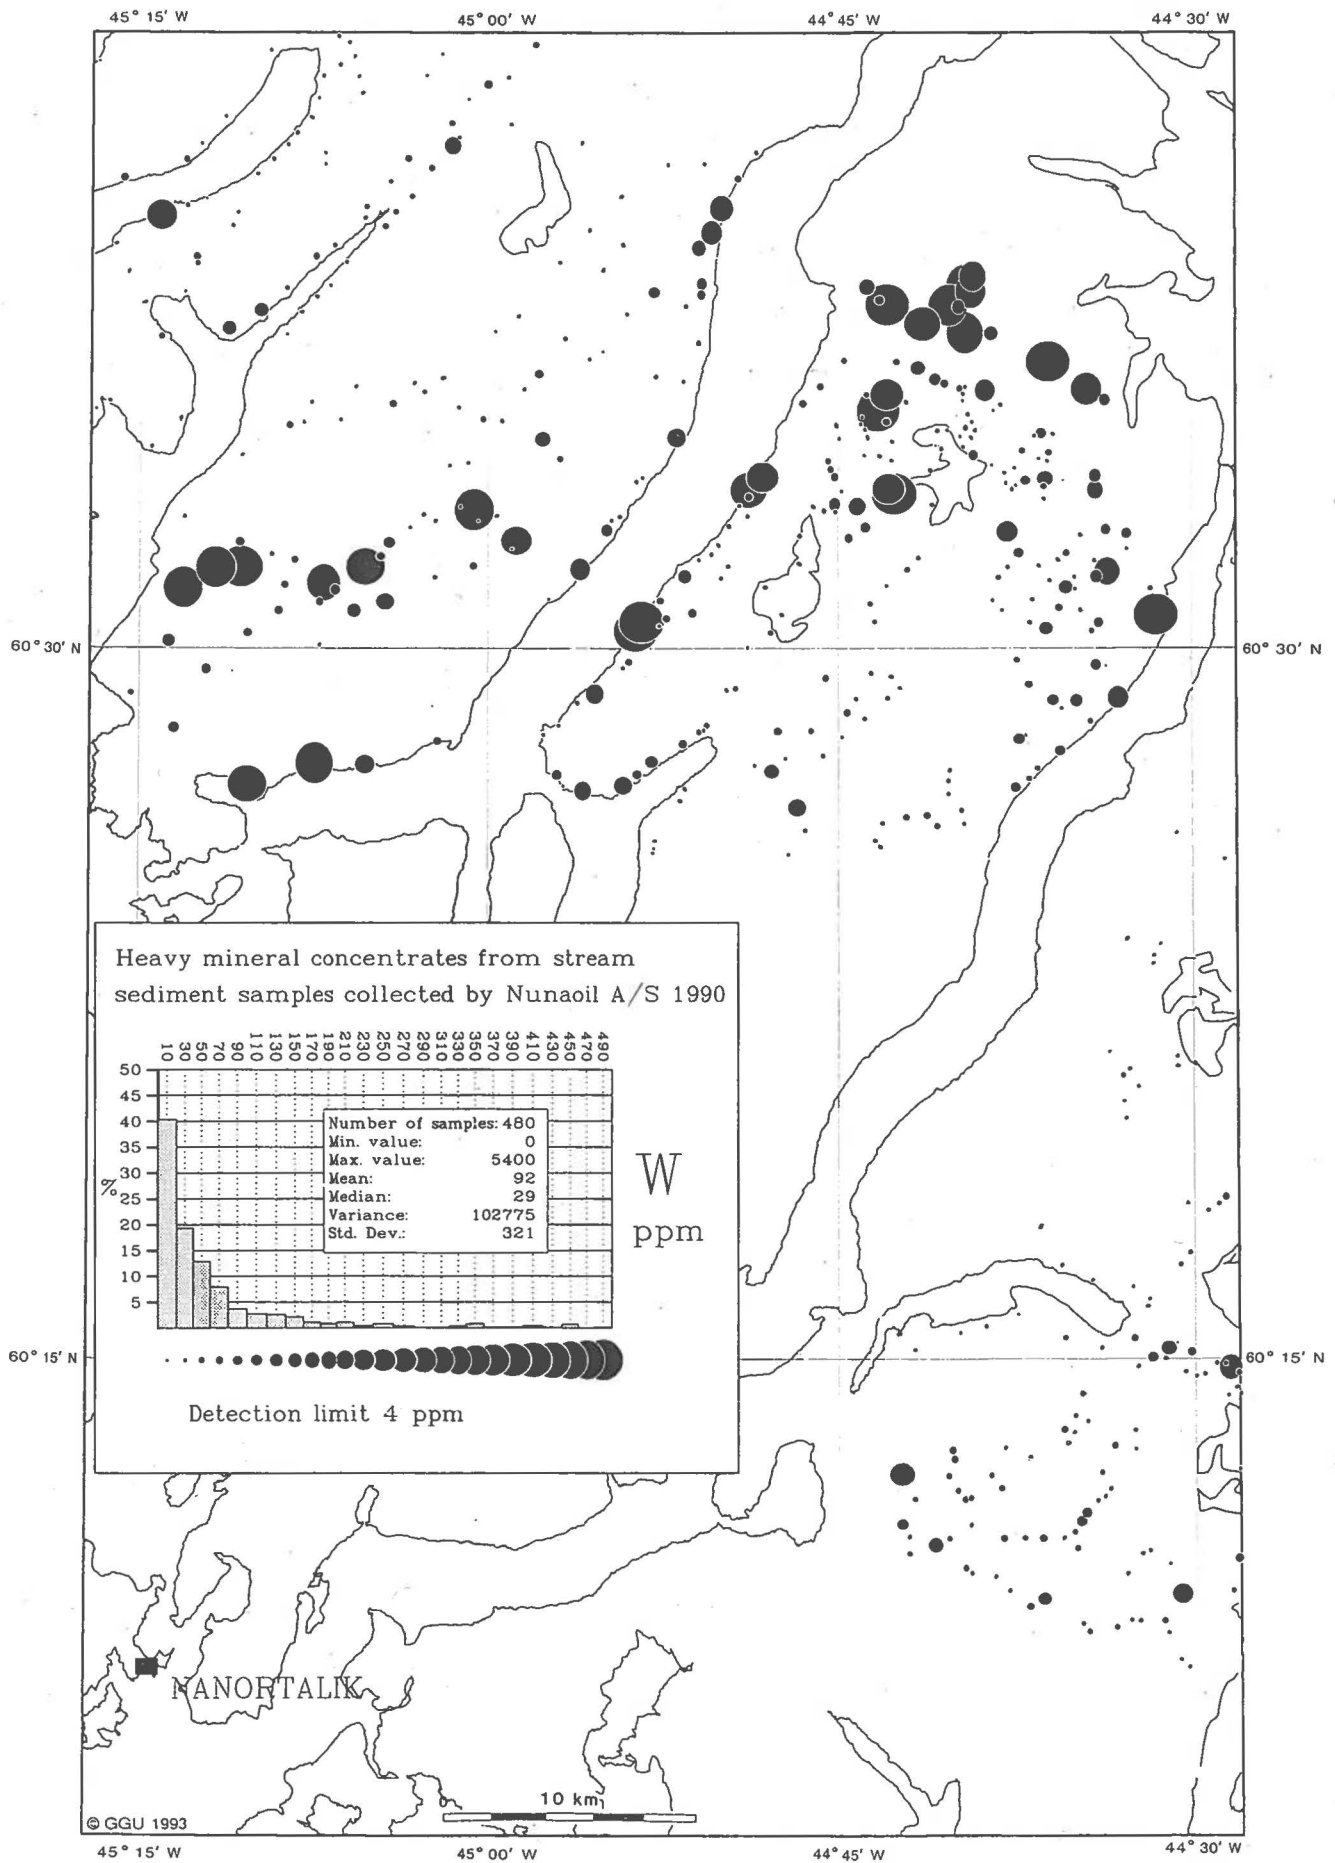 45° 15′ W 45° 00′ W 44° 45′ W 44° 30′ W
60° 30′ N 60° 30′ N
Heavy mineral concentrates from stream
sediment samples collected by Nunaoil A/S 1990
10 30 50 70 90 110 130 150 170 190 210 230 250 270 290 310 330 350 370 390 410 430 450 470 490
50
45
40
35
30
25
20
15
10
5
%
Number of samples: 480
Min. value: 0
Max. value: 5400
Mean: 92
Median: 29
Variance: 102775
Std. Dev.: 321
W
ppm
60° 15′ N 60° 15′ N
Detection limit 4 ppm
NANORTALIK
0 10 km
© GGU 1993
45° 15′ W 45° 00′ W 44° 45′ W 44° 30′ W